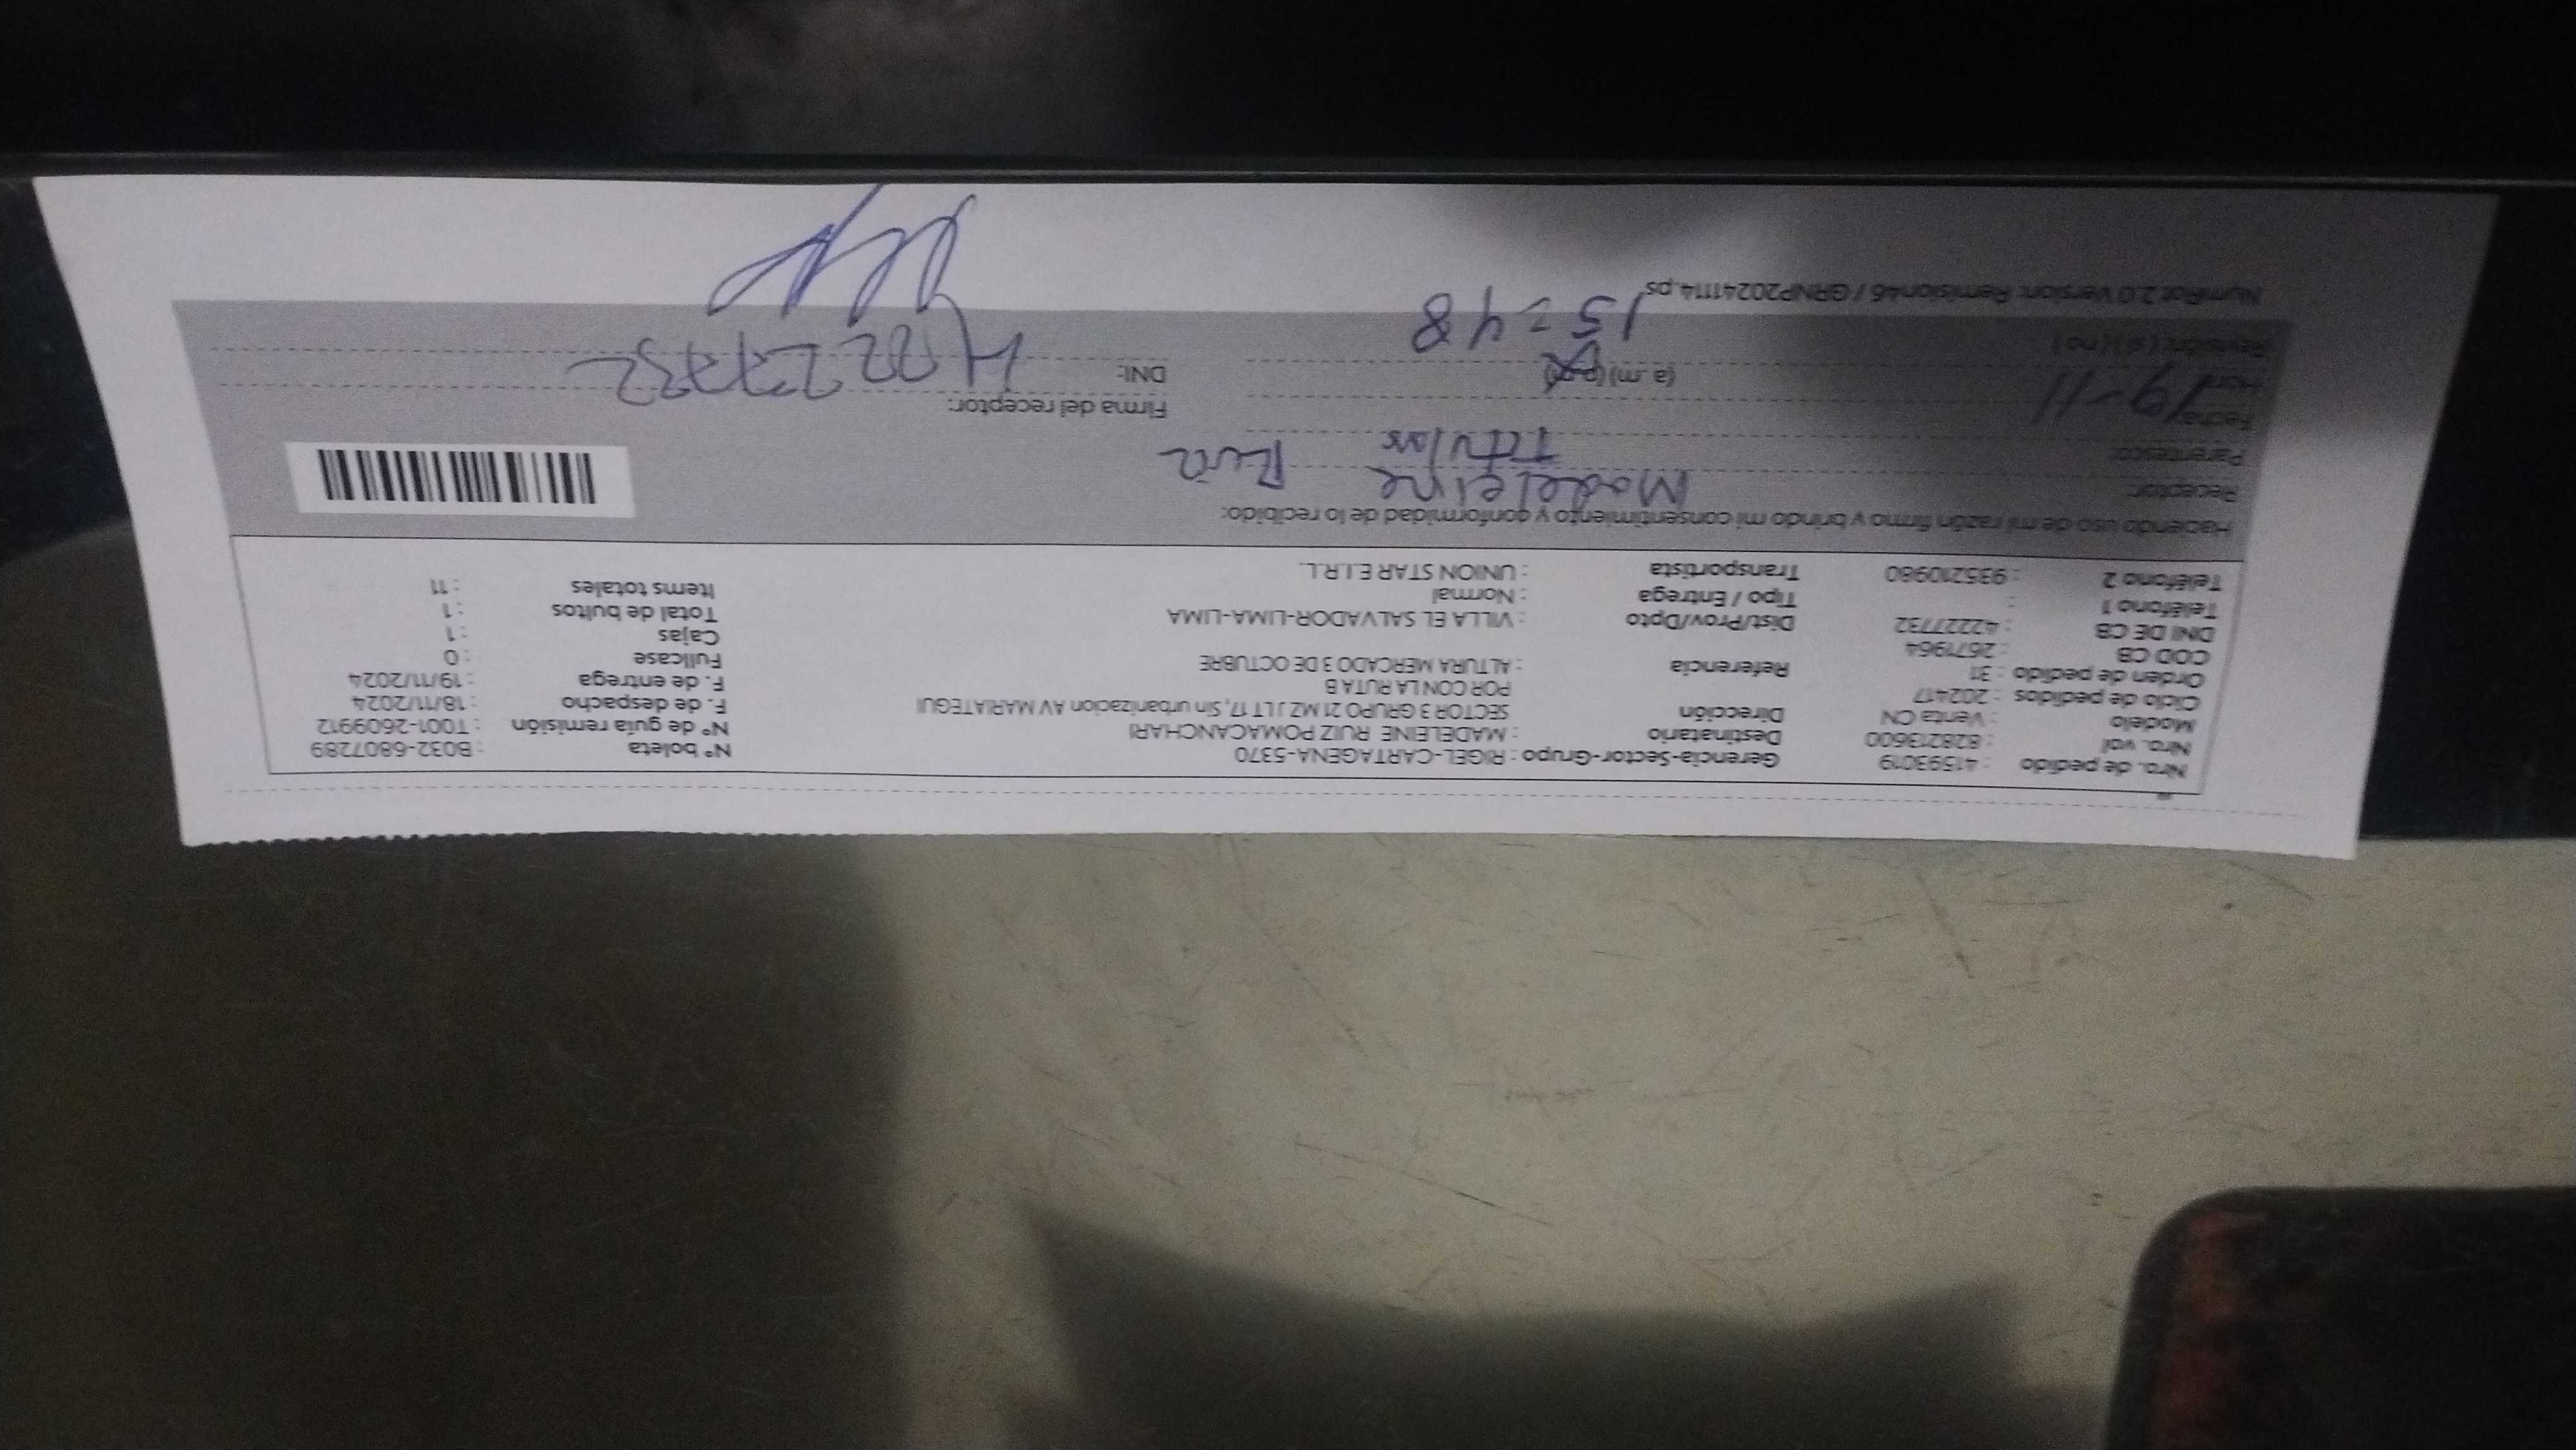 Nro. de pedido : 41593019 Gerencia-Sector-Grupo : RIGEL-CARTAGENA-5370 N° boleta : B032-6807289
Nro. val : 828213600 Destinatario : MADELEINE RUIZ POMACANCHARI N° de guía remisión : T001-2609912
Modelo : Venta CN Dirección SECTOR 3 GRUPO 21 MZ J LT 17, Sin urbanizacion AV MARIATEGUI F. de despacho : 18/11/2024
Ciclo de pedidos : 202417 POR CON LA RUTA B F. de entrega : 19/11/2024
Orden de pedido : 31 Referencia : ALTURA MERCADO 3 DE OCTUBRE Fullcase : 0
COD CB : 2671964 Cajas : 1
DNI DE CB : 42227732 Dist/Prov/Dpto : VILLA EL SALVADOR-LIMA-LIMA Total de bultos : 1
Teléfono 1 : Tipo / Entrega : Normal Items totales : 11
Teléfono 2 : 935210980 Transportista : UNION STAR E.I.R.L.
Haciendo uso de mi razón firmo y brindo mi consentimiento y conformidad de lo recibido:
Receptor: Madeleine Ruiz
Parentesco: Titular
Fecha: 19-11 Firma del receptor:
Hora: (a.m) (p.m) DNI: 42227732
Revisión: ( si ) ( no ) 15:48
NumRot 2.0 Version: Remision46 / GRNP20241114.ps